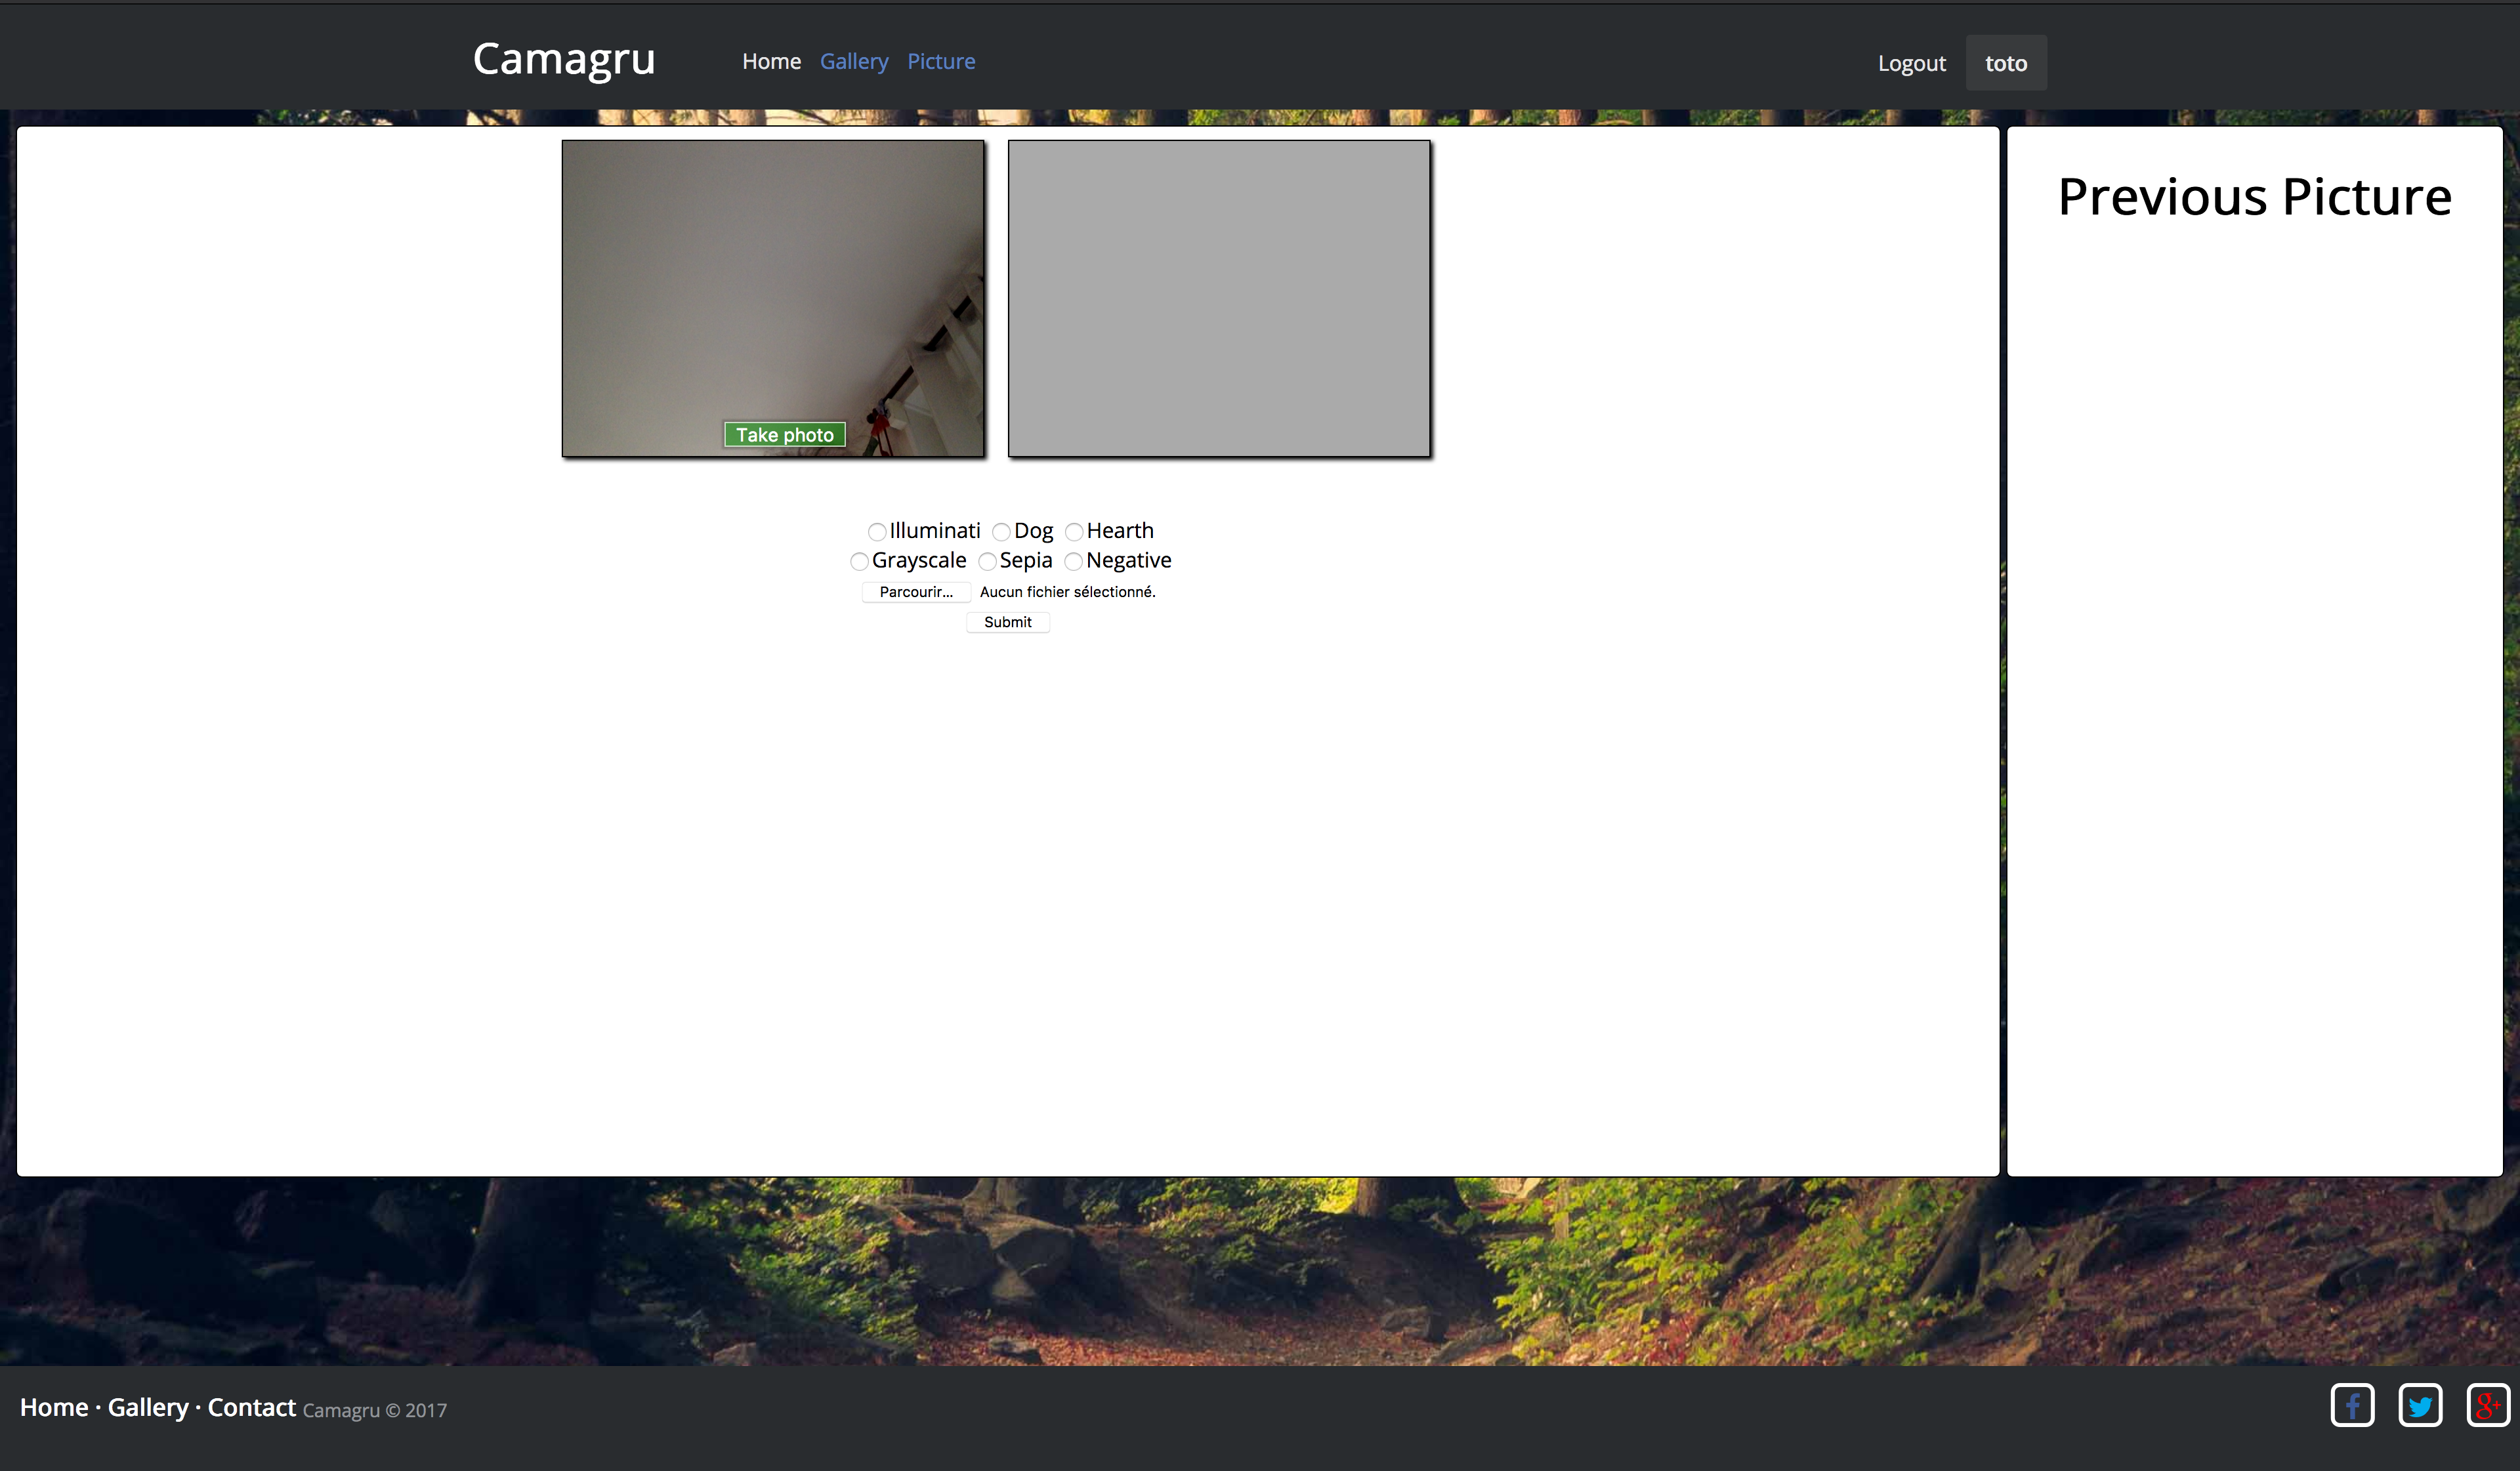 Camagru
Home Gallery Picture
Logout toto
Previous Picture
Take photo
Illuminati Dog Hearth
Grayscale Sepia Negative
Parcourir... Aucun fichier sélectionné.
Submit
Home · Gallery · Contact Camagru © 2017
f g+